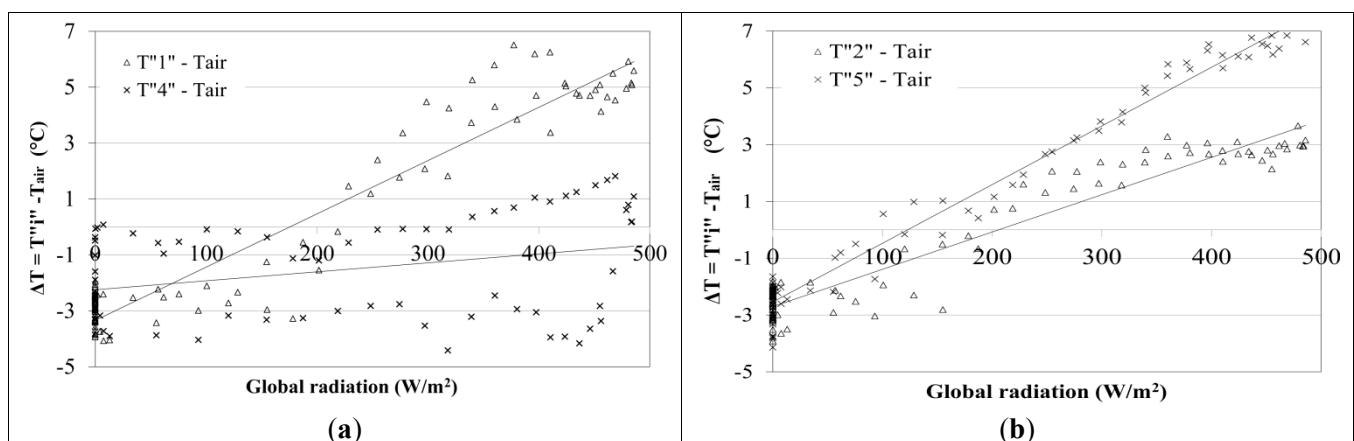 7
5
3
1
-1
-3
-5
0 100 200 300 400 500
T"1" - Tair
T"4" - Tair
ΔT = T"i" -Tair (°C)
Global radiation (W/m²)
(a)
7
5
3
1
-1
-3
-5
0 100 200 300 400 500
T"2" - Tair
T"5" - Tair
ΔT = T"i" -Tair (°C)
Global radiation (W/m²)
(b)